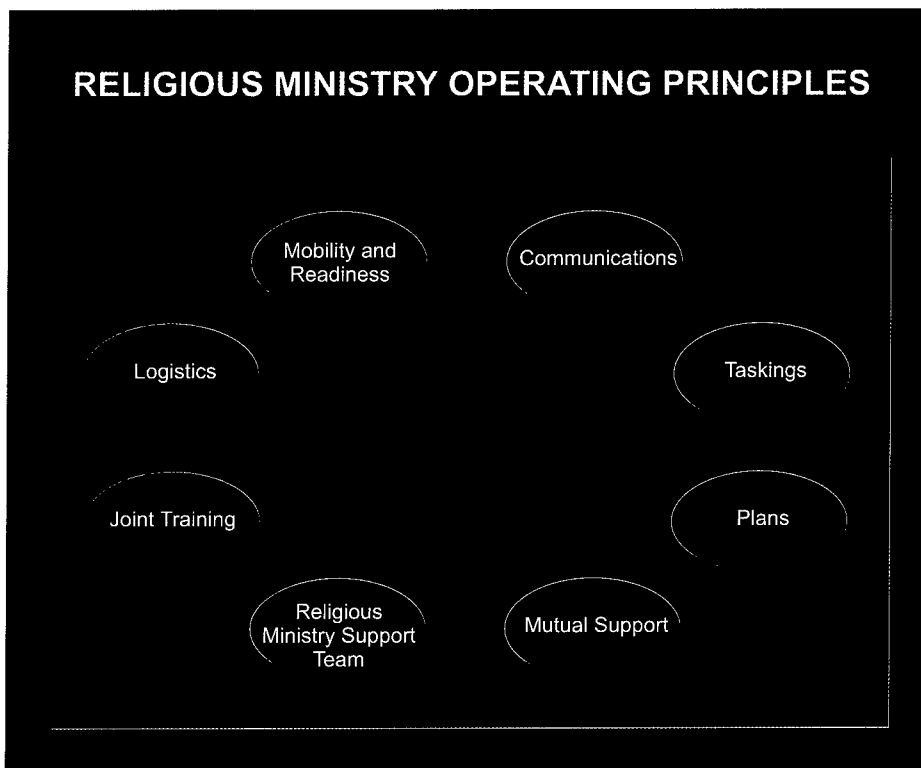 RELIGIOUS MINISTRY OPERATING PRINCIPLES
Mobility and
Readiness
Communications
Logistics
Taskings
Joint Training
Plans
Religious
Ministry Support
Team
Mutual Support